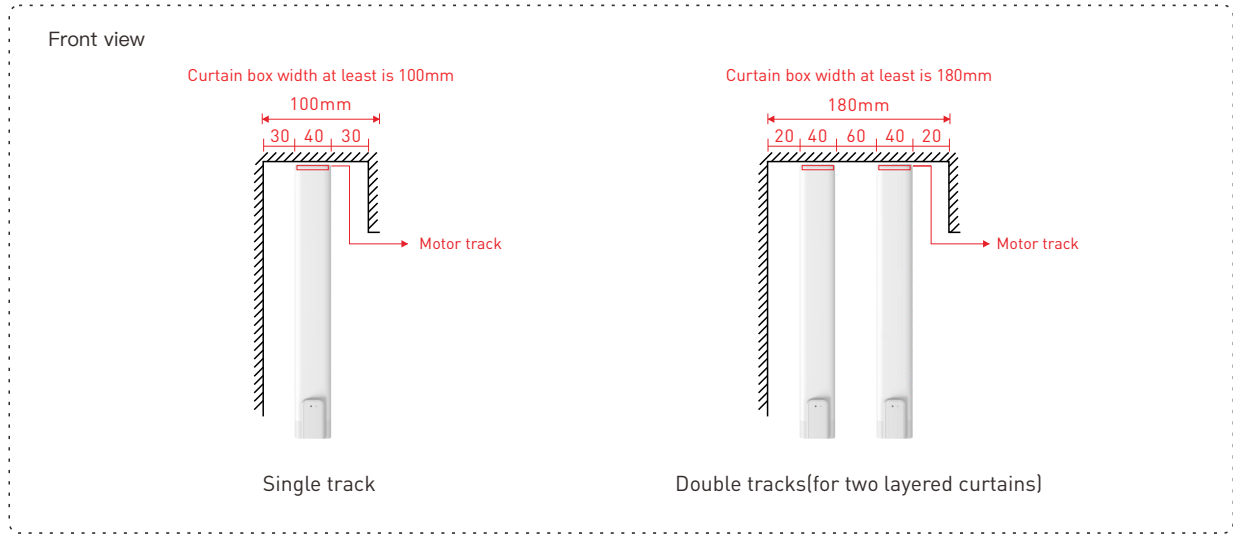 Front view
Curtain box width at least is 100mm
100mm
30 40 30
Motor track
Single track
Curtain box width at least is 180mm
180mm
20 40 60 40 20
Motor track
Double tracks(for two layered curtains)